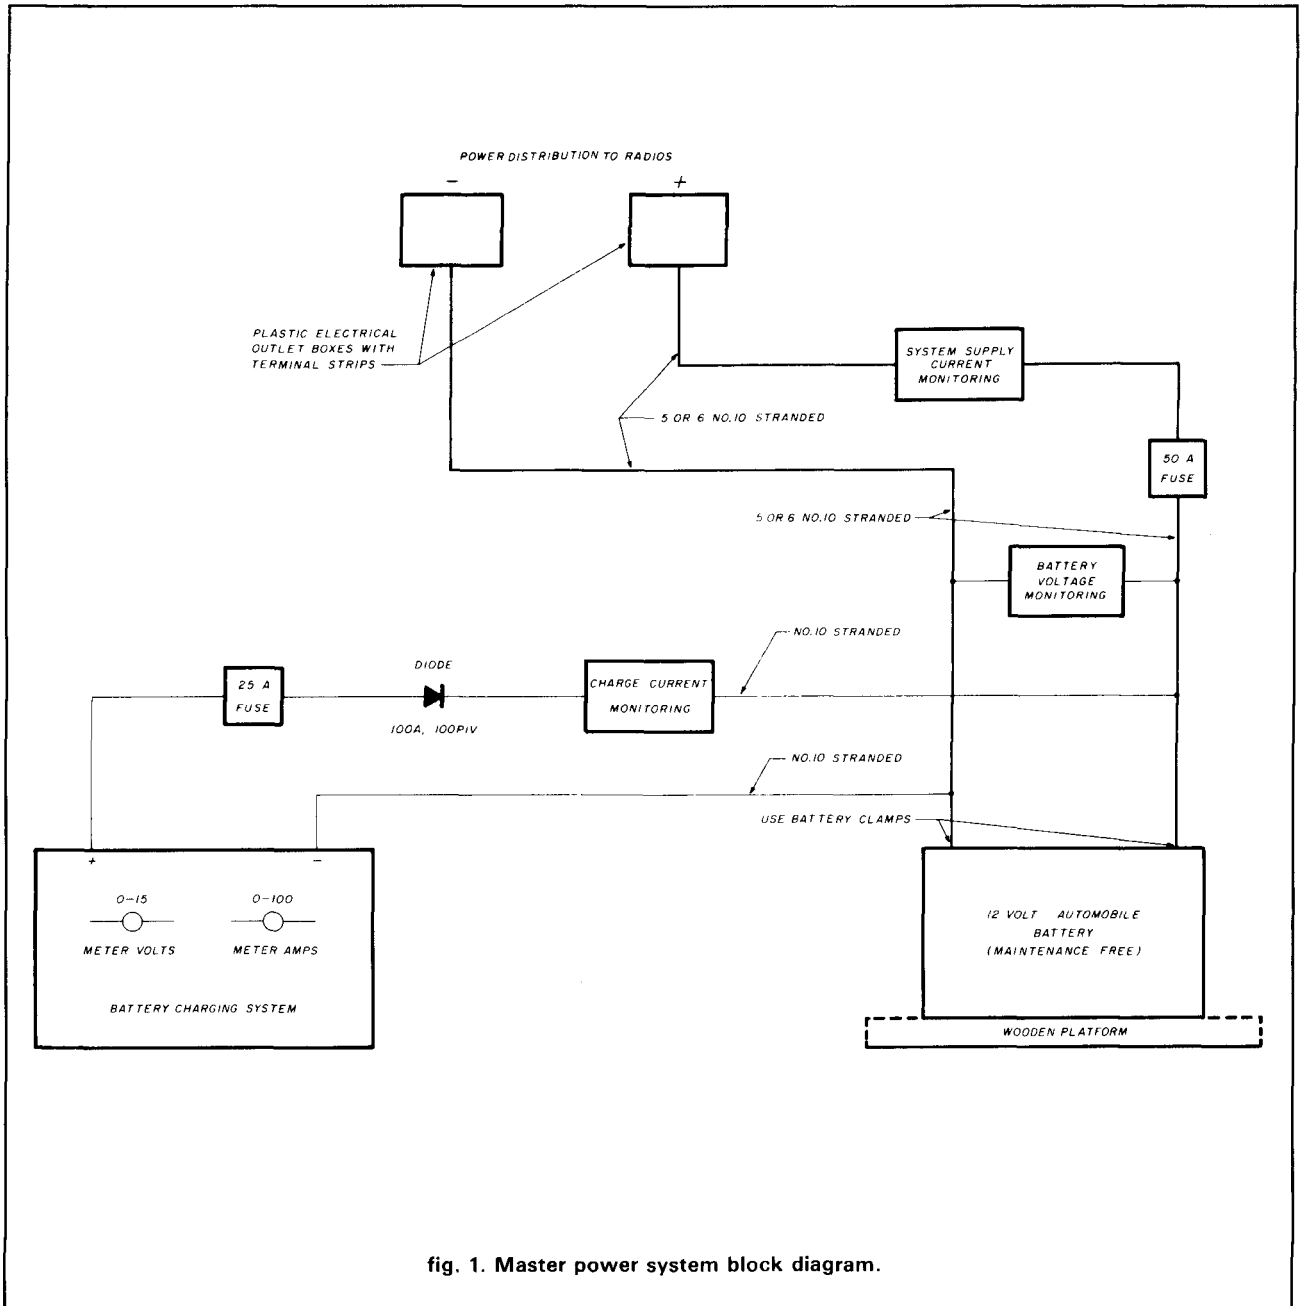 POWER DISTRIBUTION TO RADIOS
−
+
PLASTIC ELECTRICAL
OUTLET BOXES WITH
TERMINAL STRIPS
SYSTEM SUPPLY
CURRENT
MONITORING
5 OR 6 NO.10 STRANDED
50 A
FUSE
5 OR 6 NO.10 STRANDED
BATTERY
VOLTAGE
MONITORING
NO.10 STRANDED
DIODE
25 A
FUSE
CHARGE CURRENT
MONITORING
100A, 100PIV
NO.10 STRANDED
USE BATTERY CLAMPS
+
−
0-15
0-100
METER VOLTS
METER AMPS
BATTERY CHARGING SYSTEM
12 VOLT AUTOMOBILE
BATTERY
(MAINTENANCE FREE)
WOODEN PLATFORM
fig. 1. Master power system block diagram.